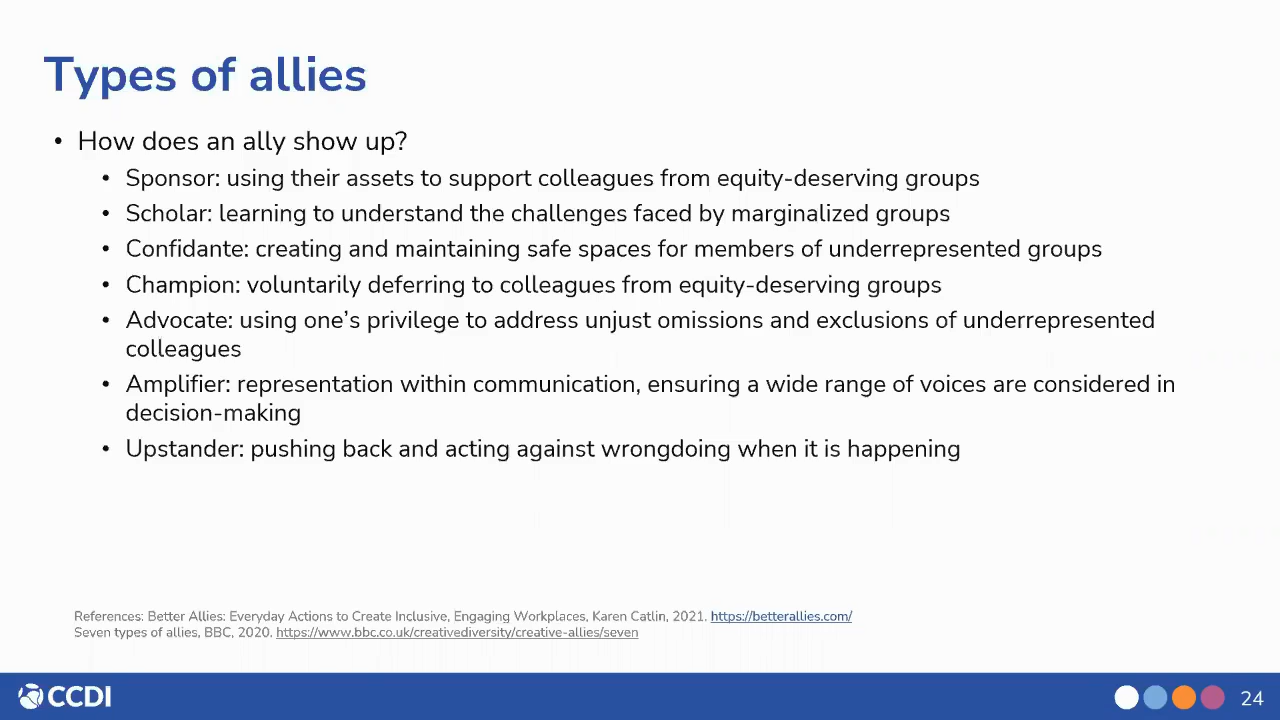 Types of allies
• How does an ally show up?
• Sponsor: using their assets to support colleagues from equity-deserving groups
• Scholar: learning to understand the challenges faced by marginalized groups
• Confidante: creating and maintaining safe spaces for members of underrepresented groups
• Champion: voluntarily deferring to colleagues from equity-deserving groups
• Advocate: using one’s privilege to address unjust omissions and exclusions of underrepresented
colleagues
• Amplifier: representation within communication, ensuring a wide range of voices are considered in
decision-making
• Upstander: pushing back and acting against wrongdoing when it is happening
References: Better Allies: Everyday Actions to Create Inclusive, Engaging Workplaces, Karen Catlin, 2021. https://betterallies.com/
Seven types of allies, BBC, 2020. https://www.bbc.co.uk/creativediversity/creative-allies/seven
CCDI
24